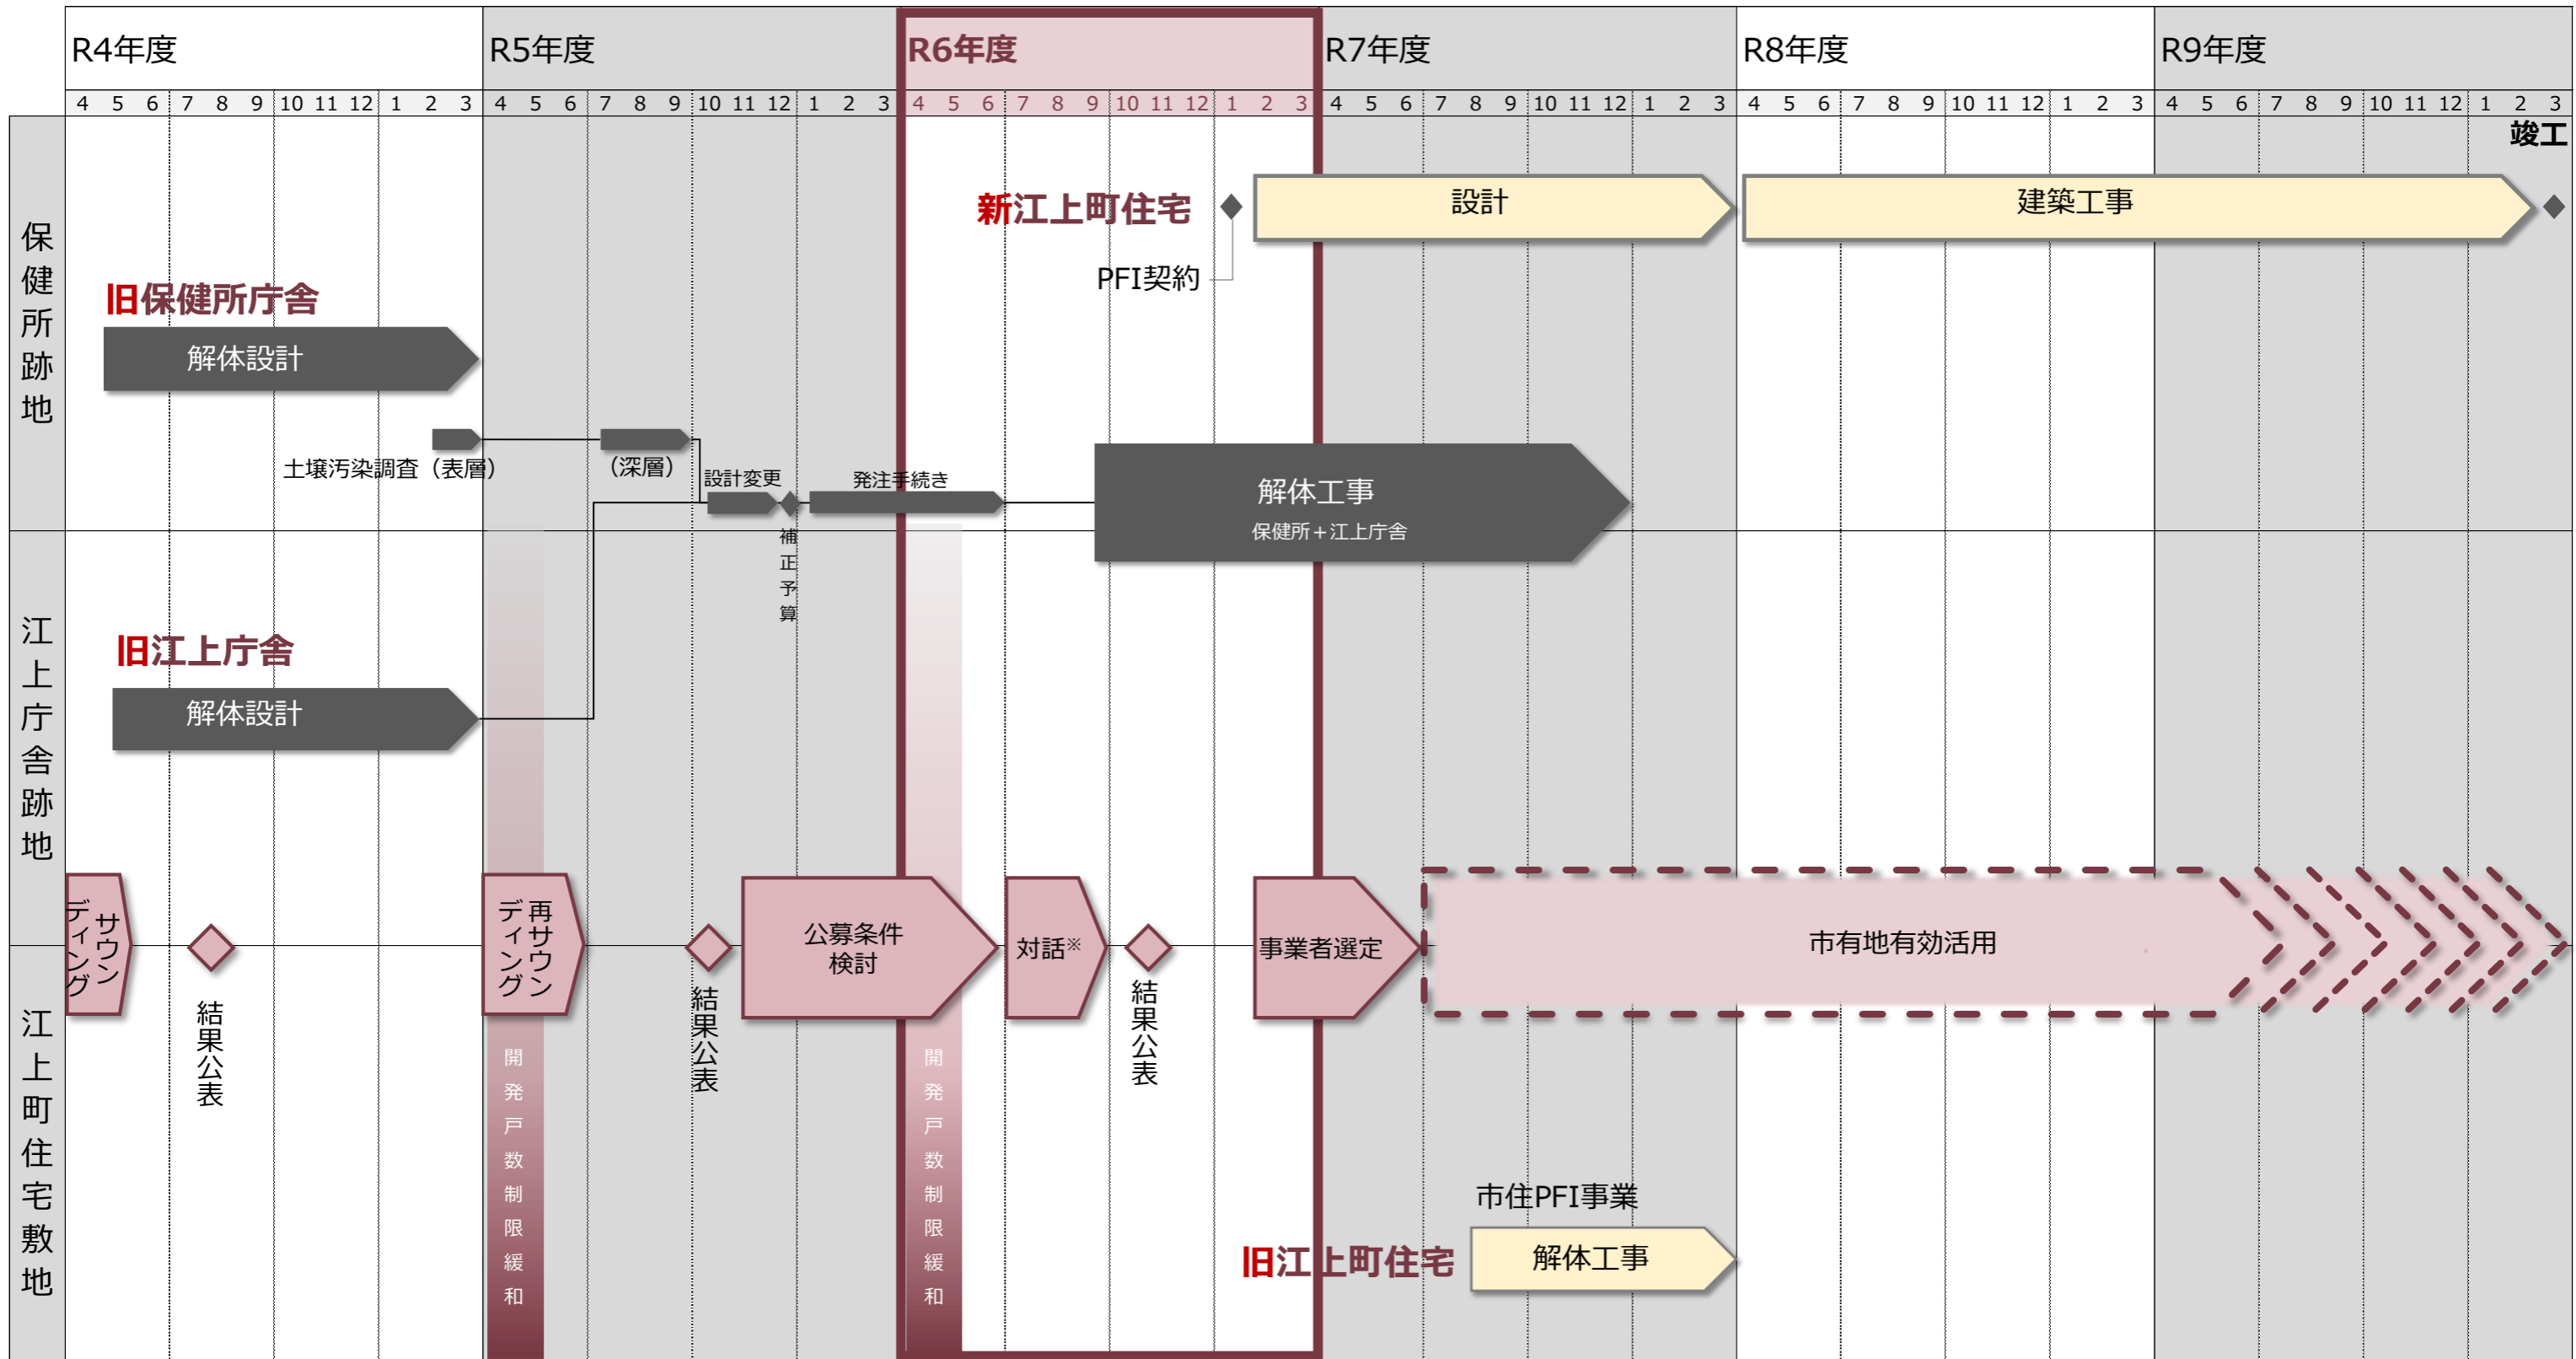 R4年度 R5年度 R6年度 R7年度 R8年度 R9年度
4 5 6 7 8 9 10 11 12 1 2 3 4 5 6 7 8 9 10 11 12 1 2 3 4 5 6 7 8 9 10 11 12 1 2 3 4 5 6 7 8 9 10 11 12 1 2 3 4 5 6 7 8 9 10 11 12 1 2 3 4 5 6 7 8 9 10 11 12 1 2 3
保健所跡地
竣工
新江上町住宅
設計
建築工事
PFI契約
旧保健所庁舎
解体設計
土壌汚染調査（表層）
（深層）
設計変更
補正予算
発注手続き
解体工事
保健所＋江上庁舎
江上庁舎跡地
旧江上庁舎
解体設計
サウンディング
結果公表
再サウンディング
結果公表
公募条件
検討
対話※
結果公表
事業者選定
市有地有効活用
開発戸数制限緩和
開発戸数制限緩和
江上町住宅敷地
市住PFI事業
旧江上町住宅
解体工事